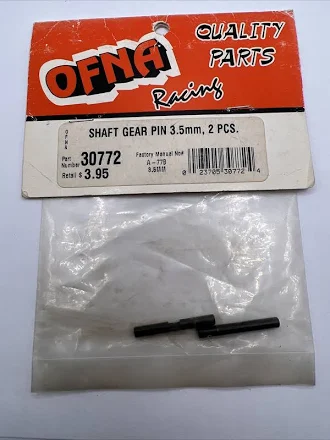 OFNA
QUALITY
PARTS
Racing
OFNA
SHAFT GEAR PIN 3.5mm, 2 PCS.
Part Number 30772
Factory Manual No#
A-77B
Retail $ 3.95
0 23705 30772 4